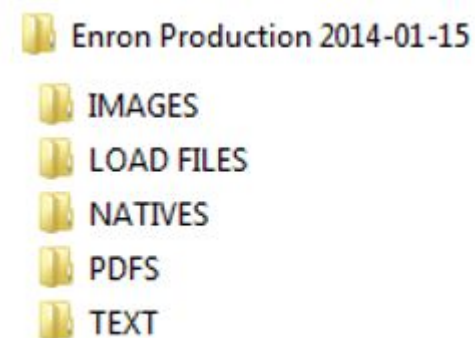 Enron Production 2014-01-15
IMAGES
LOAD FILES
NATIVES
PDFS
TEXT